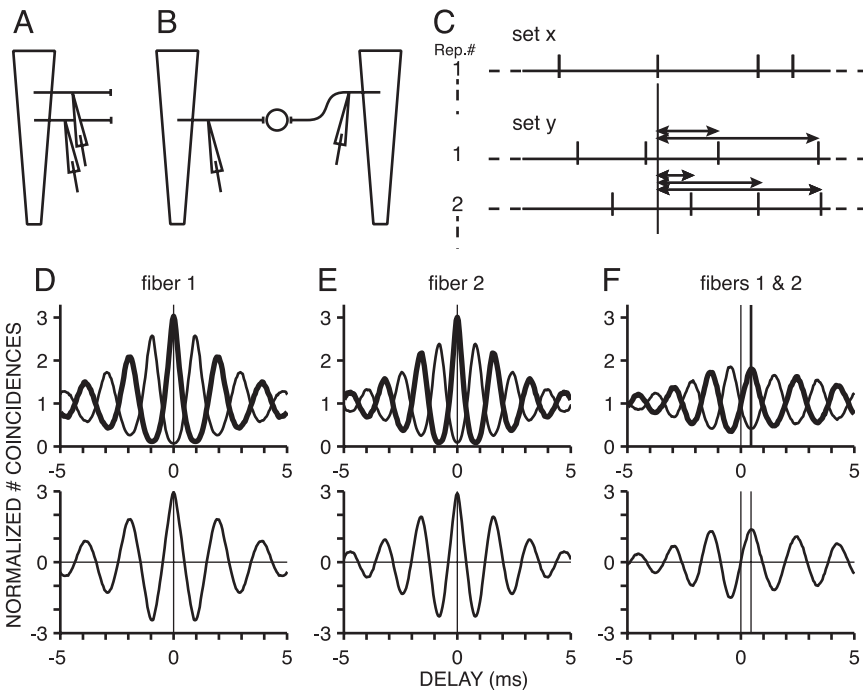 A
B
C
Rep.#
set x
1
set y
1
2
D
fiber 1
E
fiber 2
F
fibers 1 & 2
NORMALIZED # COINCIDENCES
3
2
1
0
-5 0 5
3
2
1
0
-5 0 5
3
2
1
0
-5 0 5
3
0
-3
-5 0 5
3
0
-3
-5 0 5
3
0
-3
-5 0 5
DELAY (ms)